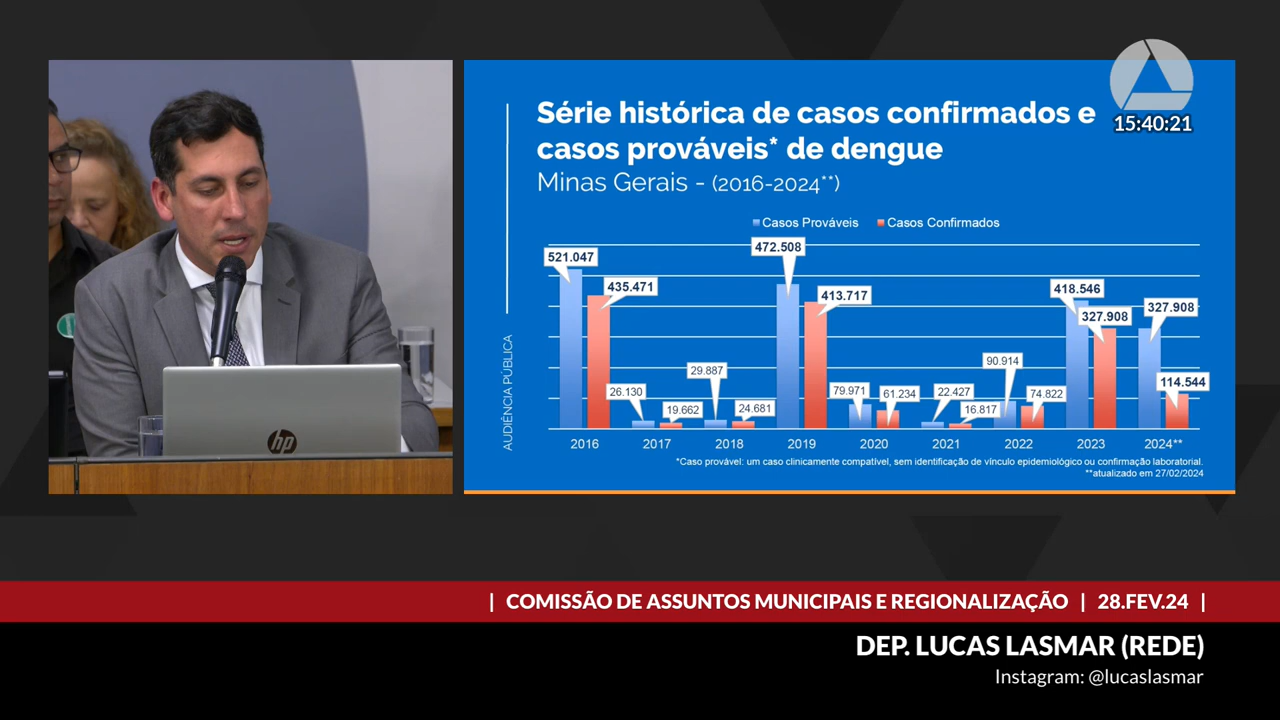 15:40:21
Série histórica de casos confirmados e
casos prováveis* de dengue
Minas Gerais - (2016-2024**)
AUDIÊNCIA PÚBLICA
Casos Prováveis Casos Confirmados
521.047
435.471
26.130
19.662
29.887
24.681
472.508
413.717
79.971
61.234
22.427
16.817
90.914
74.822
418.546
327.908
327.908
114.544
2016 2017 2018 2019 2020 2021 2022 2023 2024**
*Caso provável: um caso clinicamente compatível, sem identificação de vínculo epidemiológico ou confirmação laboratorial.
**atualizado em 27/02/2024
hp
| COMISSÃO DE ASSUNTOS MUNICIPAIS E REGIONALIZAÇÃO | 28.FEV.24 |
DEP. LUCAS LASMAR (REDE)
Instagram: @lucaslasmar